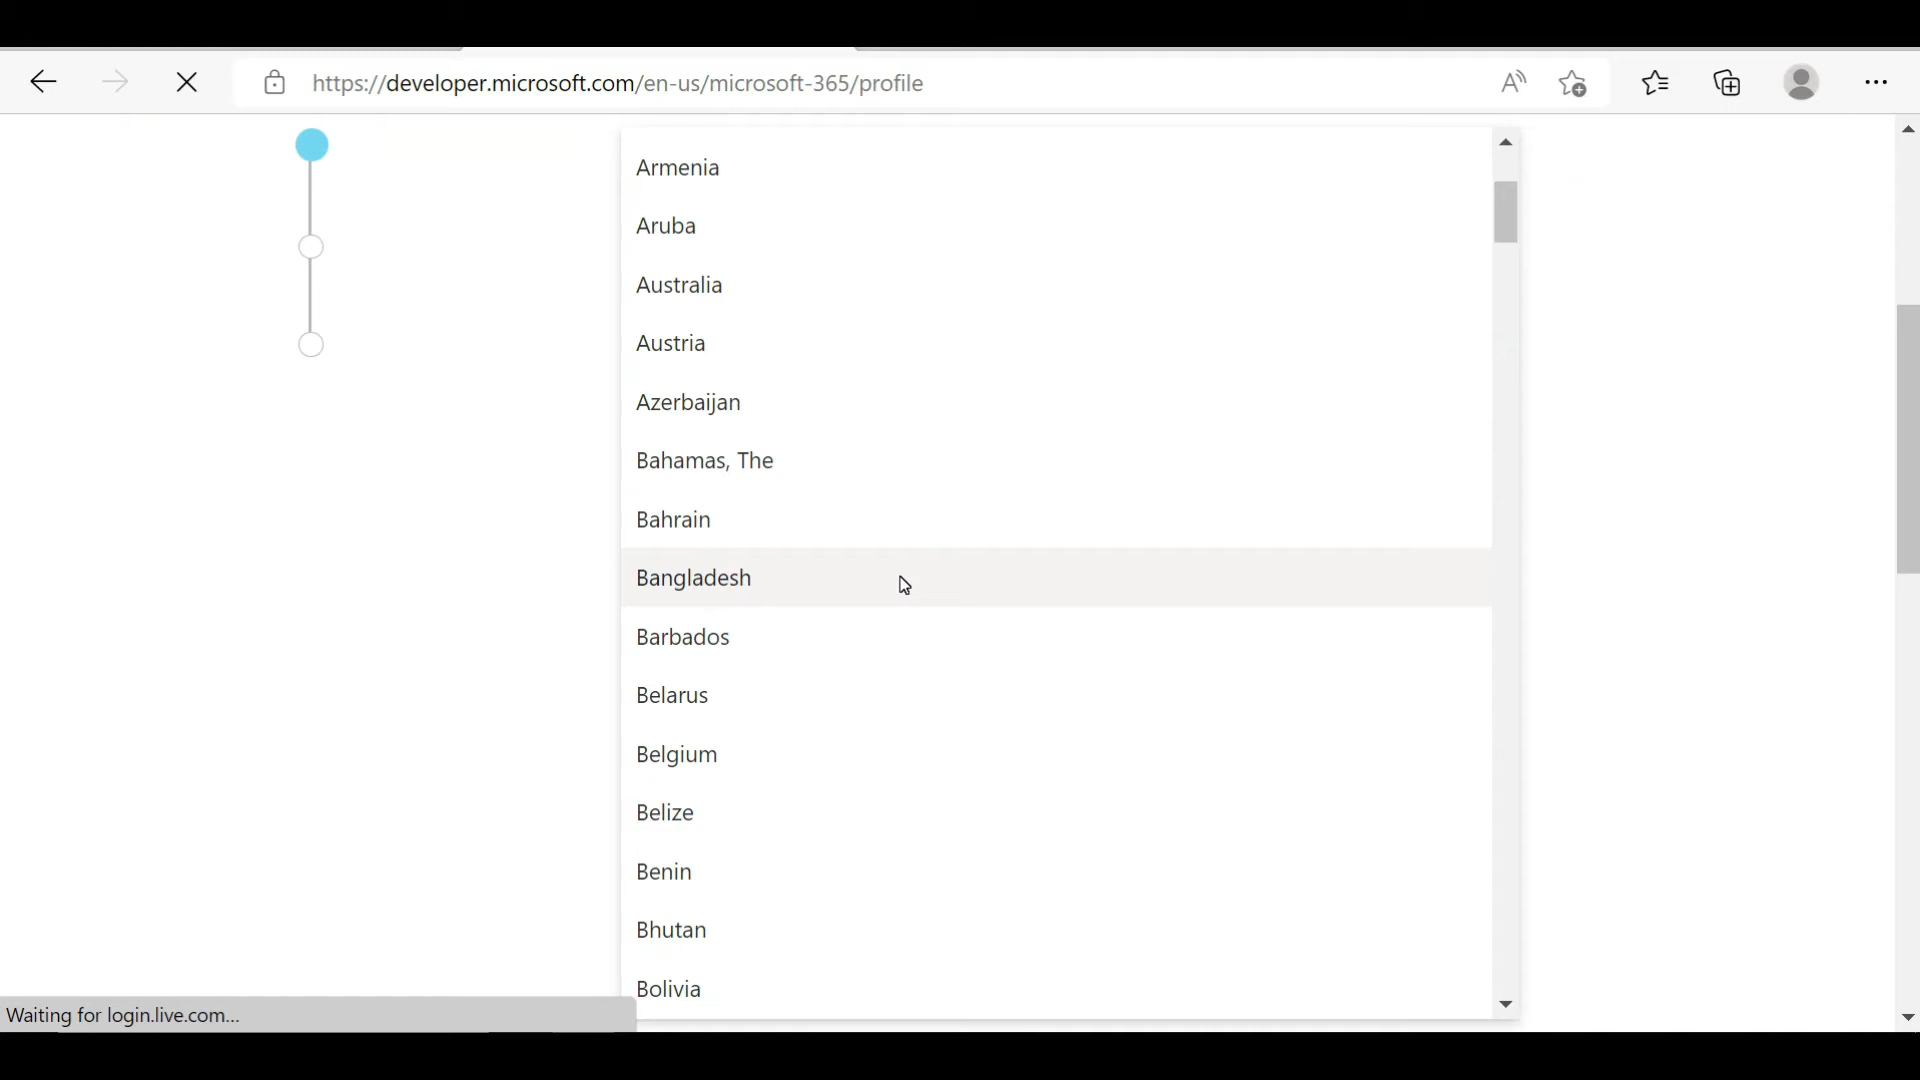 https://developer.microsoft.com/en-us/microsoft-365/profile
Armenia
Aruba
Australia
Austria
Azerbaijan
Bahamas, The
Bahrain
Bangladesh
Barbados
Belarus
Belgium
Belize
Benin
Bhutan
Bolivia
Waiting for login.live.com...